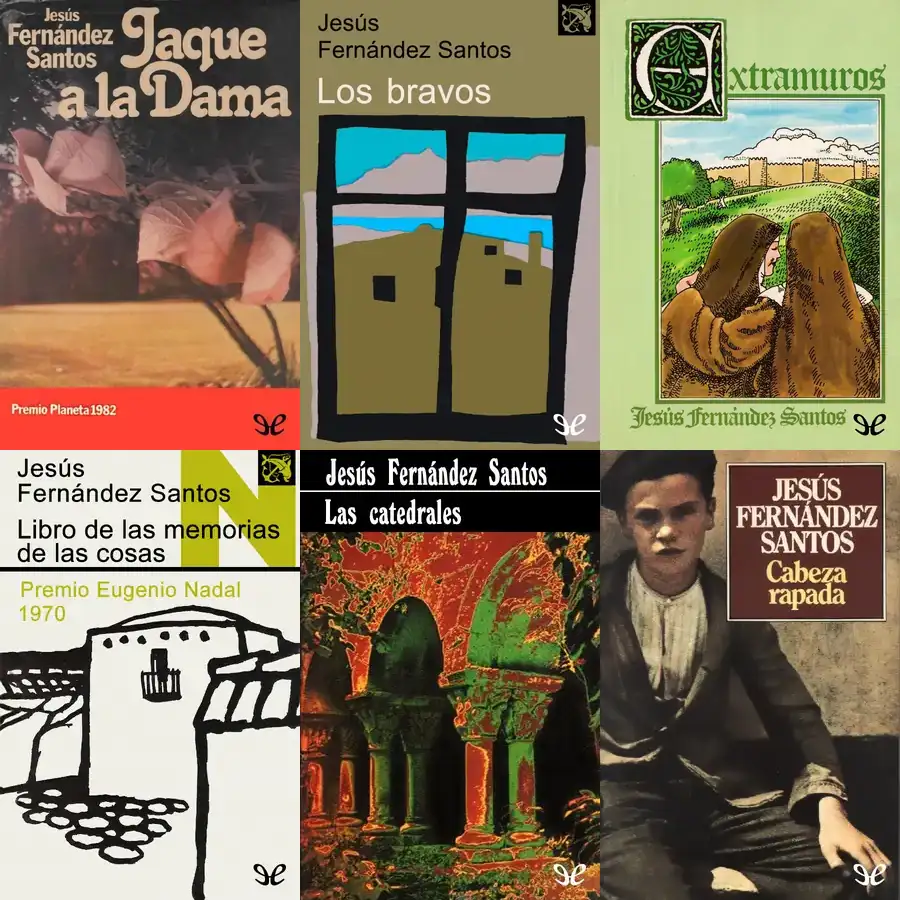 Jesús
Fernández
Santos
Jaque
a la Dama
Premio Planeta 1982
Jesús
Fernández Santos
Los bravos
Extramuros
Jesús Fernández Santos
Jesús
Fernández Santos
N
Libro de las memorias
de las cosas
Premio Eugenio Nadal
1970
Jesús Fernández Santos
Las catedrales
JESÚS
FERNÁNDEZ
SANTOS
Cabeza
rapada